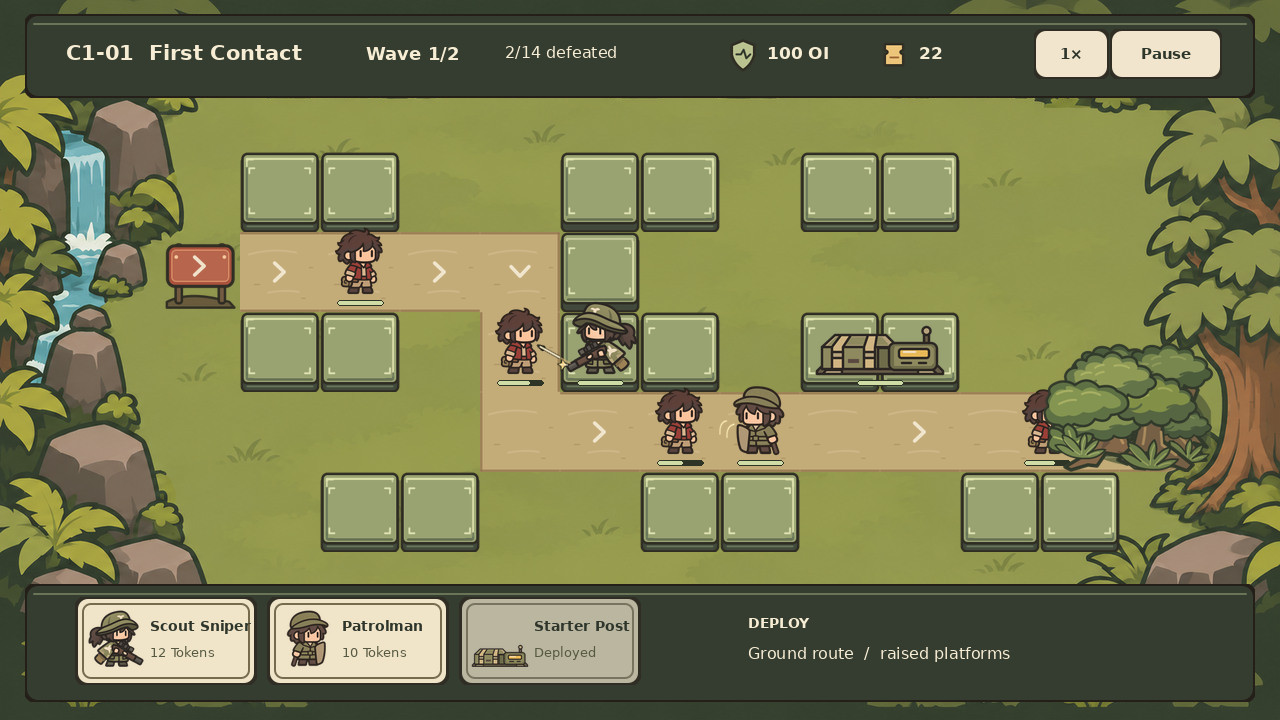 C1-01 First Contact
Wave 1/2
2/14 defeated
100 OI
22
1×
Pause
Scout Sniper
12 Tokens
Patrolman
10 Tokens
Starter Post
Deployed
DEPLOY
Ground route / raised platforms